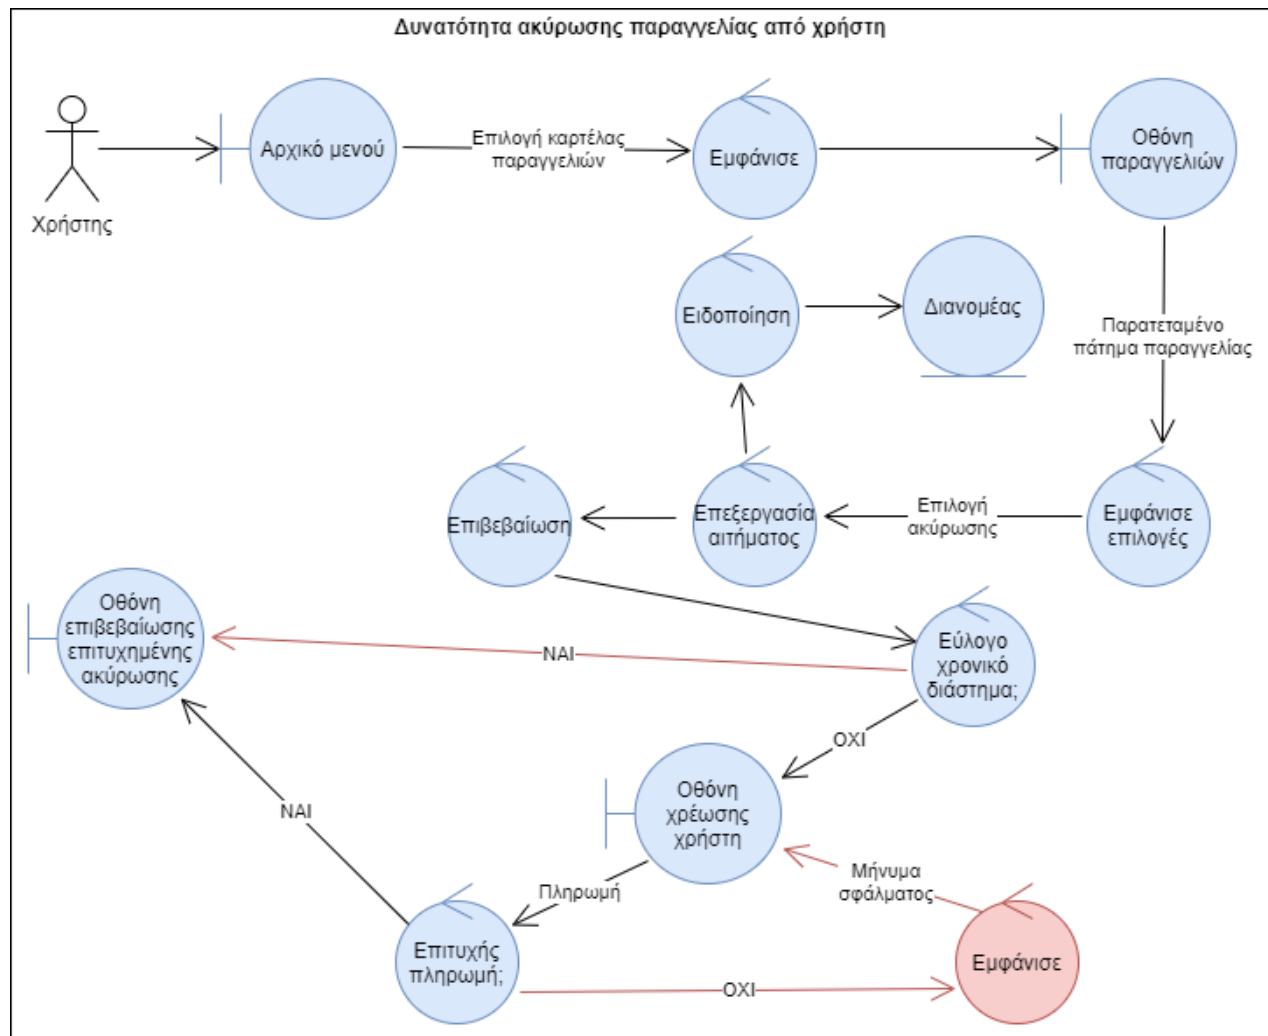 Δυνατότητα ακύρωσης παραγγελίας από χρήστη
Χρήστης
Αρχικό μενού
Επιλογή καρτέλας
παραγγελιών
Εμφάνισε
Οθόνη
παραγγελιών
Παρατεταμένο
πάτημα παραγγελίας
Ειδοποίηση
Διανομέας
Εμφάνισε
επιλογές
Επιλογή
ακύρωσης
Επεξεργασία
αιτήματος
Επιβεβαίωση
Εύλογο
χρονικό
διάστημα;
ΝΑΙ
Οθόνη
επιβεβαίωσης
επιτυχημένης
ακύρωσης
ΟΧΙ
Οθόνη
χρέωσης
χρήστη
Πληρωμή
Επιτυχής
πληρωμή;
ΝΑΙ
ΟΧΙ
Εμφάνισε
Μήνυμα
σφάλματος